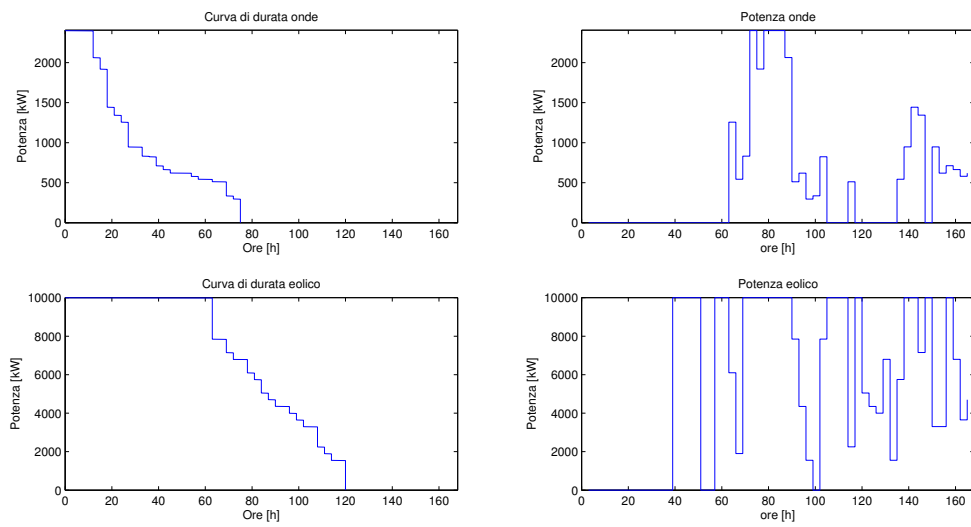 Curva di durata onde
Potenza [kW]
2000
1500
1000
500
0
0 20 40 60 80 100 120 140 160
Ore [h]
Potenza onde
Potenza [kW]
2000
1500
1000
500
0
0 20 40 60 80 100 120 140 160
ore [h]
Curva di durata eolico
Potenza [kW]
10000
8000
6000
4000
2000
0
0 20 40 60 80 100 120 140 160
Ore [h]
Potenza eolico
Potenza [kW]
10000
8000
6000
4000
2000
0
0 20 40 60 80 100 120 140 160
ore [h]